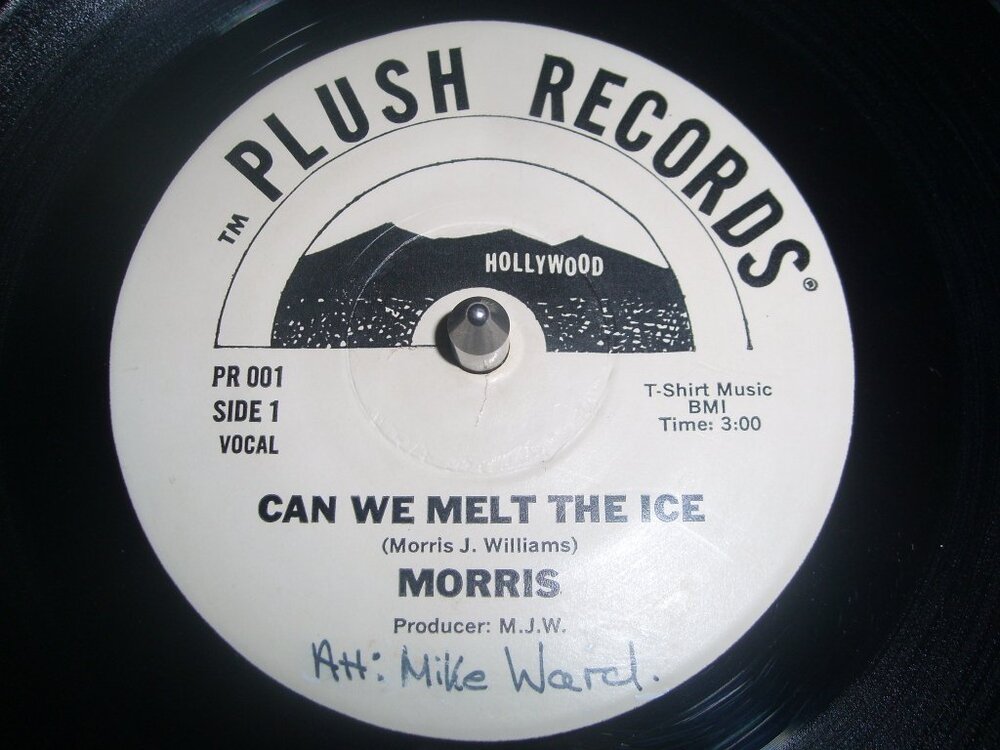 ™ PLUSH RECORDS ®
HOLLYWOOD
PR 001
SIDE 1
VOCAL
T-Shirt Music
BMI
Time: 3:00
CAN WE MELT THE ICE
(Morris J. Williams)
MORRIS
Producer: M.J.W.
Att: Mike Ward.